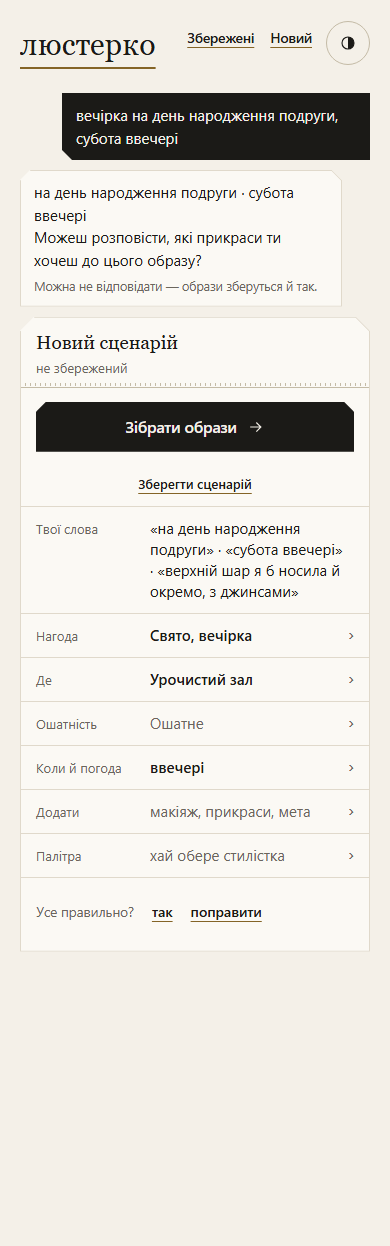 люстерко
Збережені Новий
вечірка на день народження подруги,
субота ввечері
на день народження подруги · субота
ввечері
Можеш розповісти, які прикраси ти
хочеш до цього образу?
Можна не відповідати — образи зберуться й так.
Новий сценарій
не збережений
Зібрати образи →
Зберегти сценарій
Твої слова «на день народження
подруги» · «субота ввечері»
· «верхній шар я б носила й
окремо, з джинсами»
Нагода Свято, вечірка ›
Де Урочистий зал ›
Ошатність Ошатне ›
Коли й погода ввечері ›
Додати макіяж, прикраси, мета ›
Палітра хай обере стилістка ›
Усе правильно? так поправити